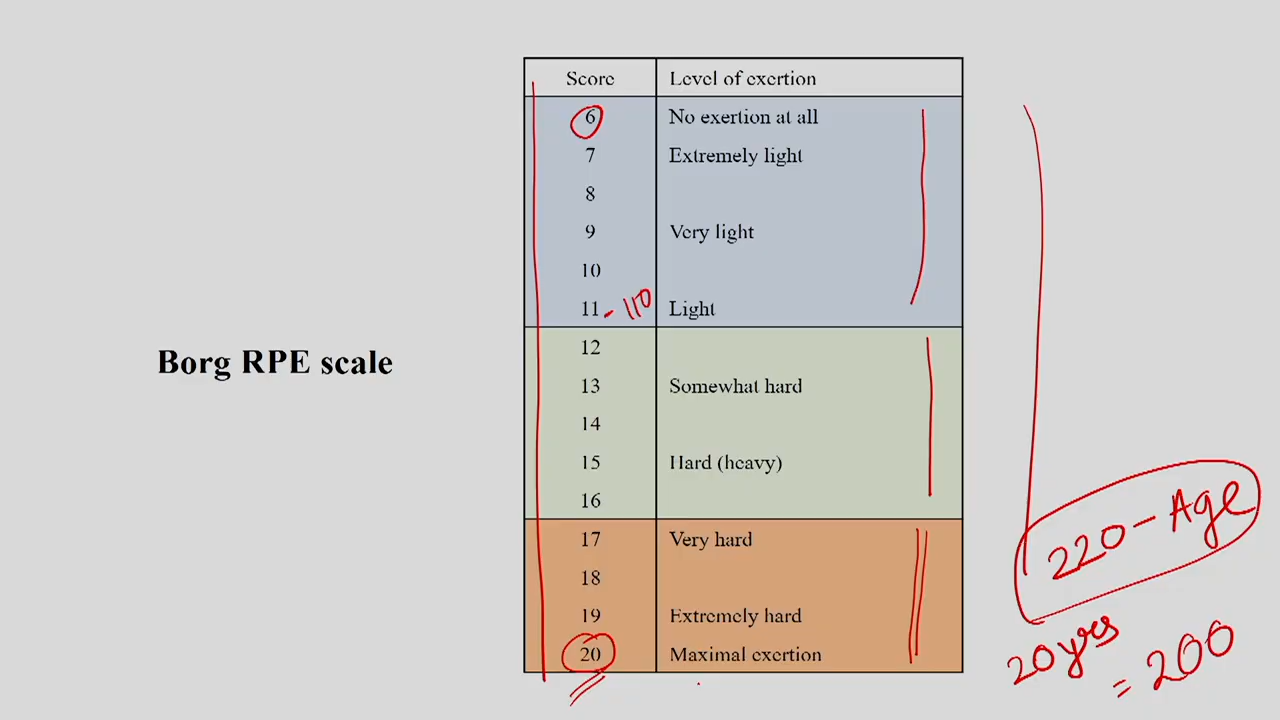 Score Level of exertion
6 No exertion at all
7 Extremely light
8
9 Very light
10
11 - 110 Light
12
Borg RPE scale
13 Somewhat hard
14
15 Hard (heavy)
16
17 Very hard
18
19 Extremely hard
20 Maximal exertion
220 - Age
20 yrs
= 200